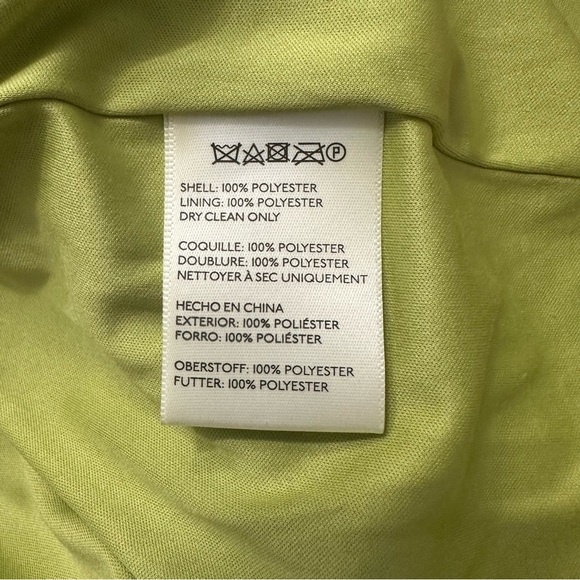 P
SHELL: 100% POLYESTER
LINING: 100% POLYESTER
DRY CLEAN ONLY
COQUILLE: 100% POLYESTER
DOUBLURE: 100% POLYESTER
NETTOYER À SEC UNIQUEMENT
HECHO EN CHINA
EXTERIOR: 100% POLIÉSTER
FORRO: 100% POLIÉSTER
OBERSTOFF: 100% POLYESTER
FUTTER: 100% POLYESTER